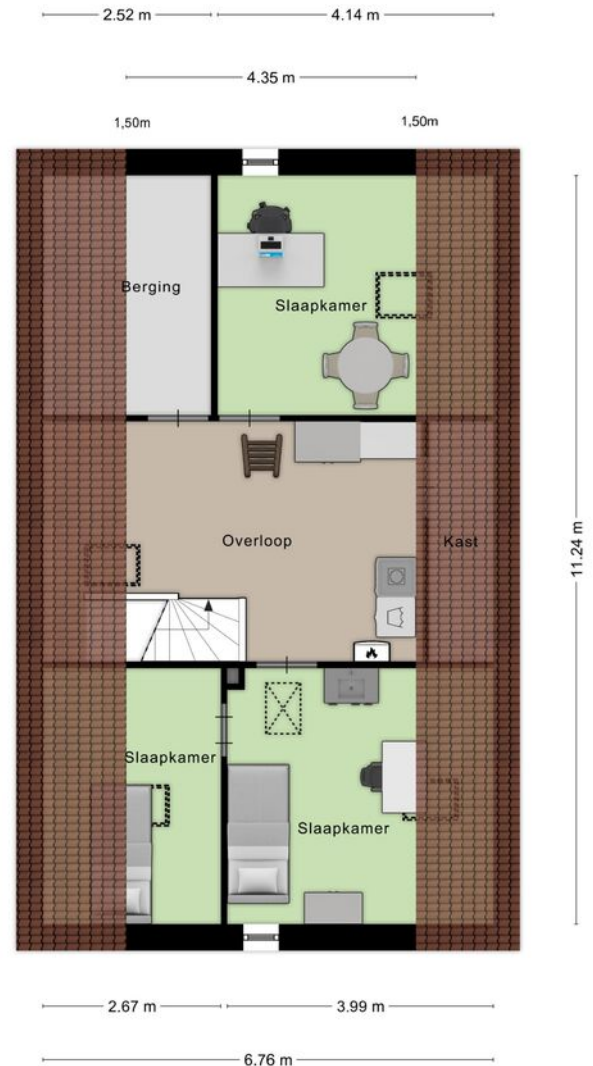 2.52 m
4.14 m
4.35 m
1,50m
1,50m
Berging
Slaapkamer
Overloop
Kast
11.24 m
Slaapkamer
Slaapkamer
2.67 m
3.99 m
6.76 m